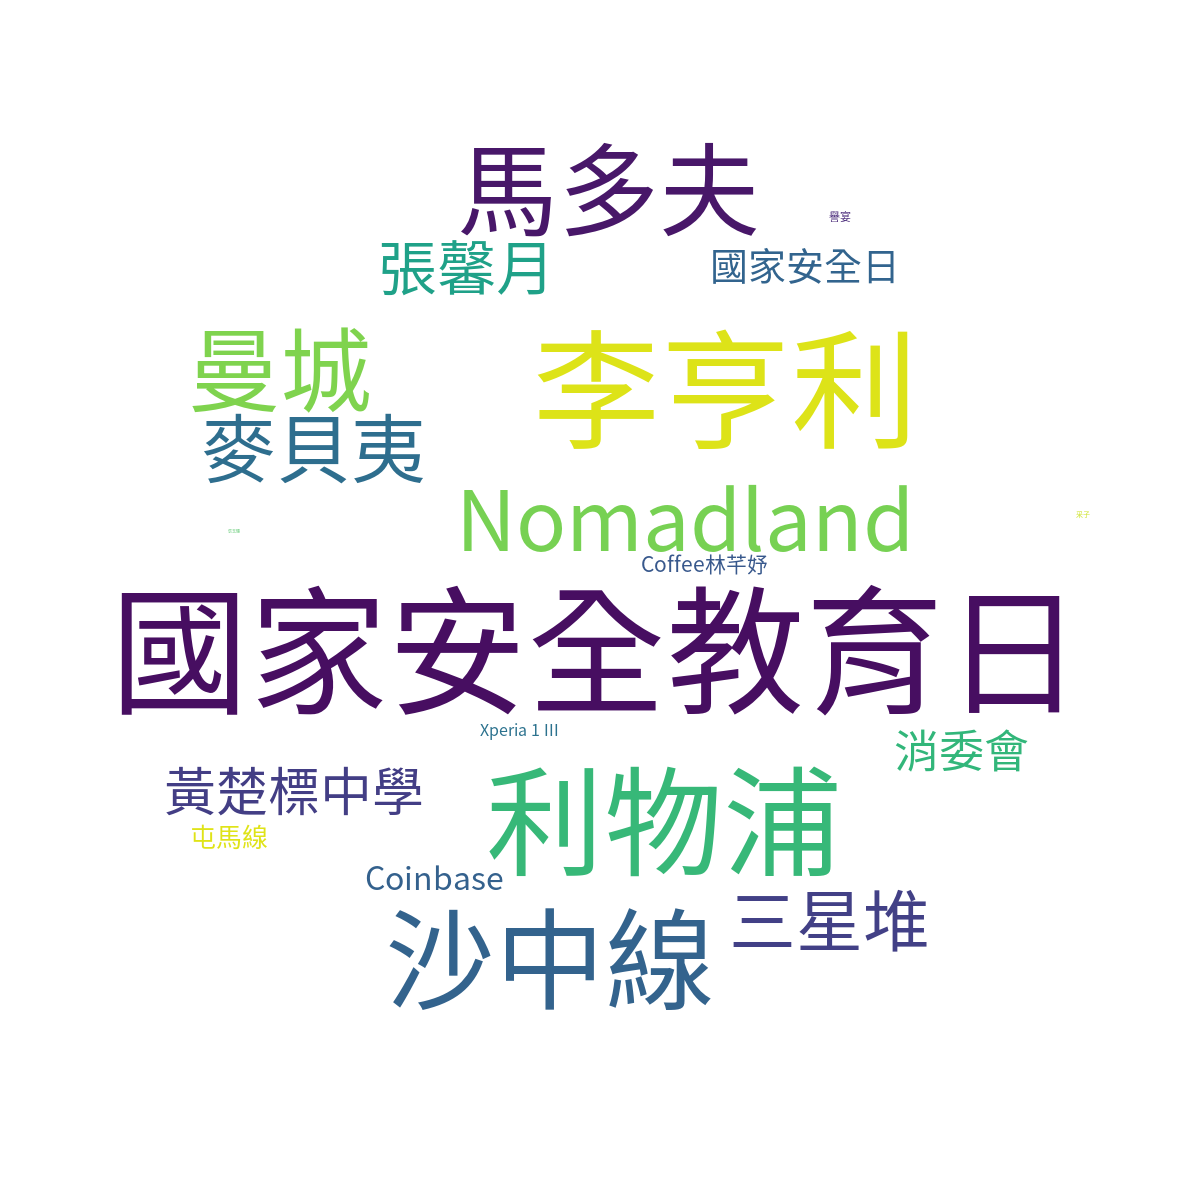 馬多夫
譽宴
張馨月
國家安全日
曼城
李亨利
麥貝夷
Nomadland
呆子
Coffee林芊妤
國家安全教育日
Xperia 1 III
消委會
黃楚標中學
利物浦
屯馬線
Coinbase
三星堆
沙中線